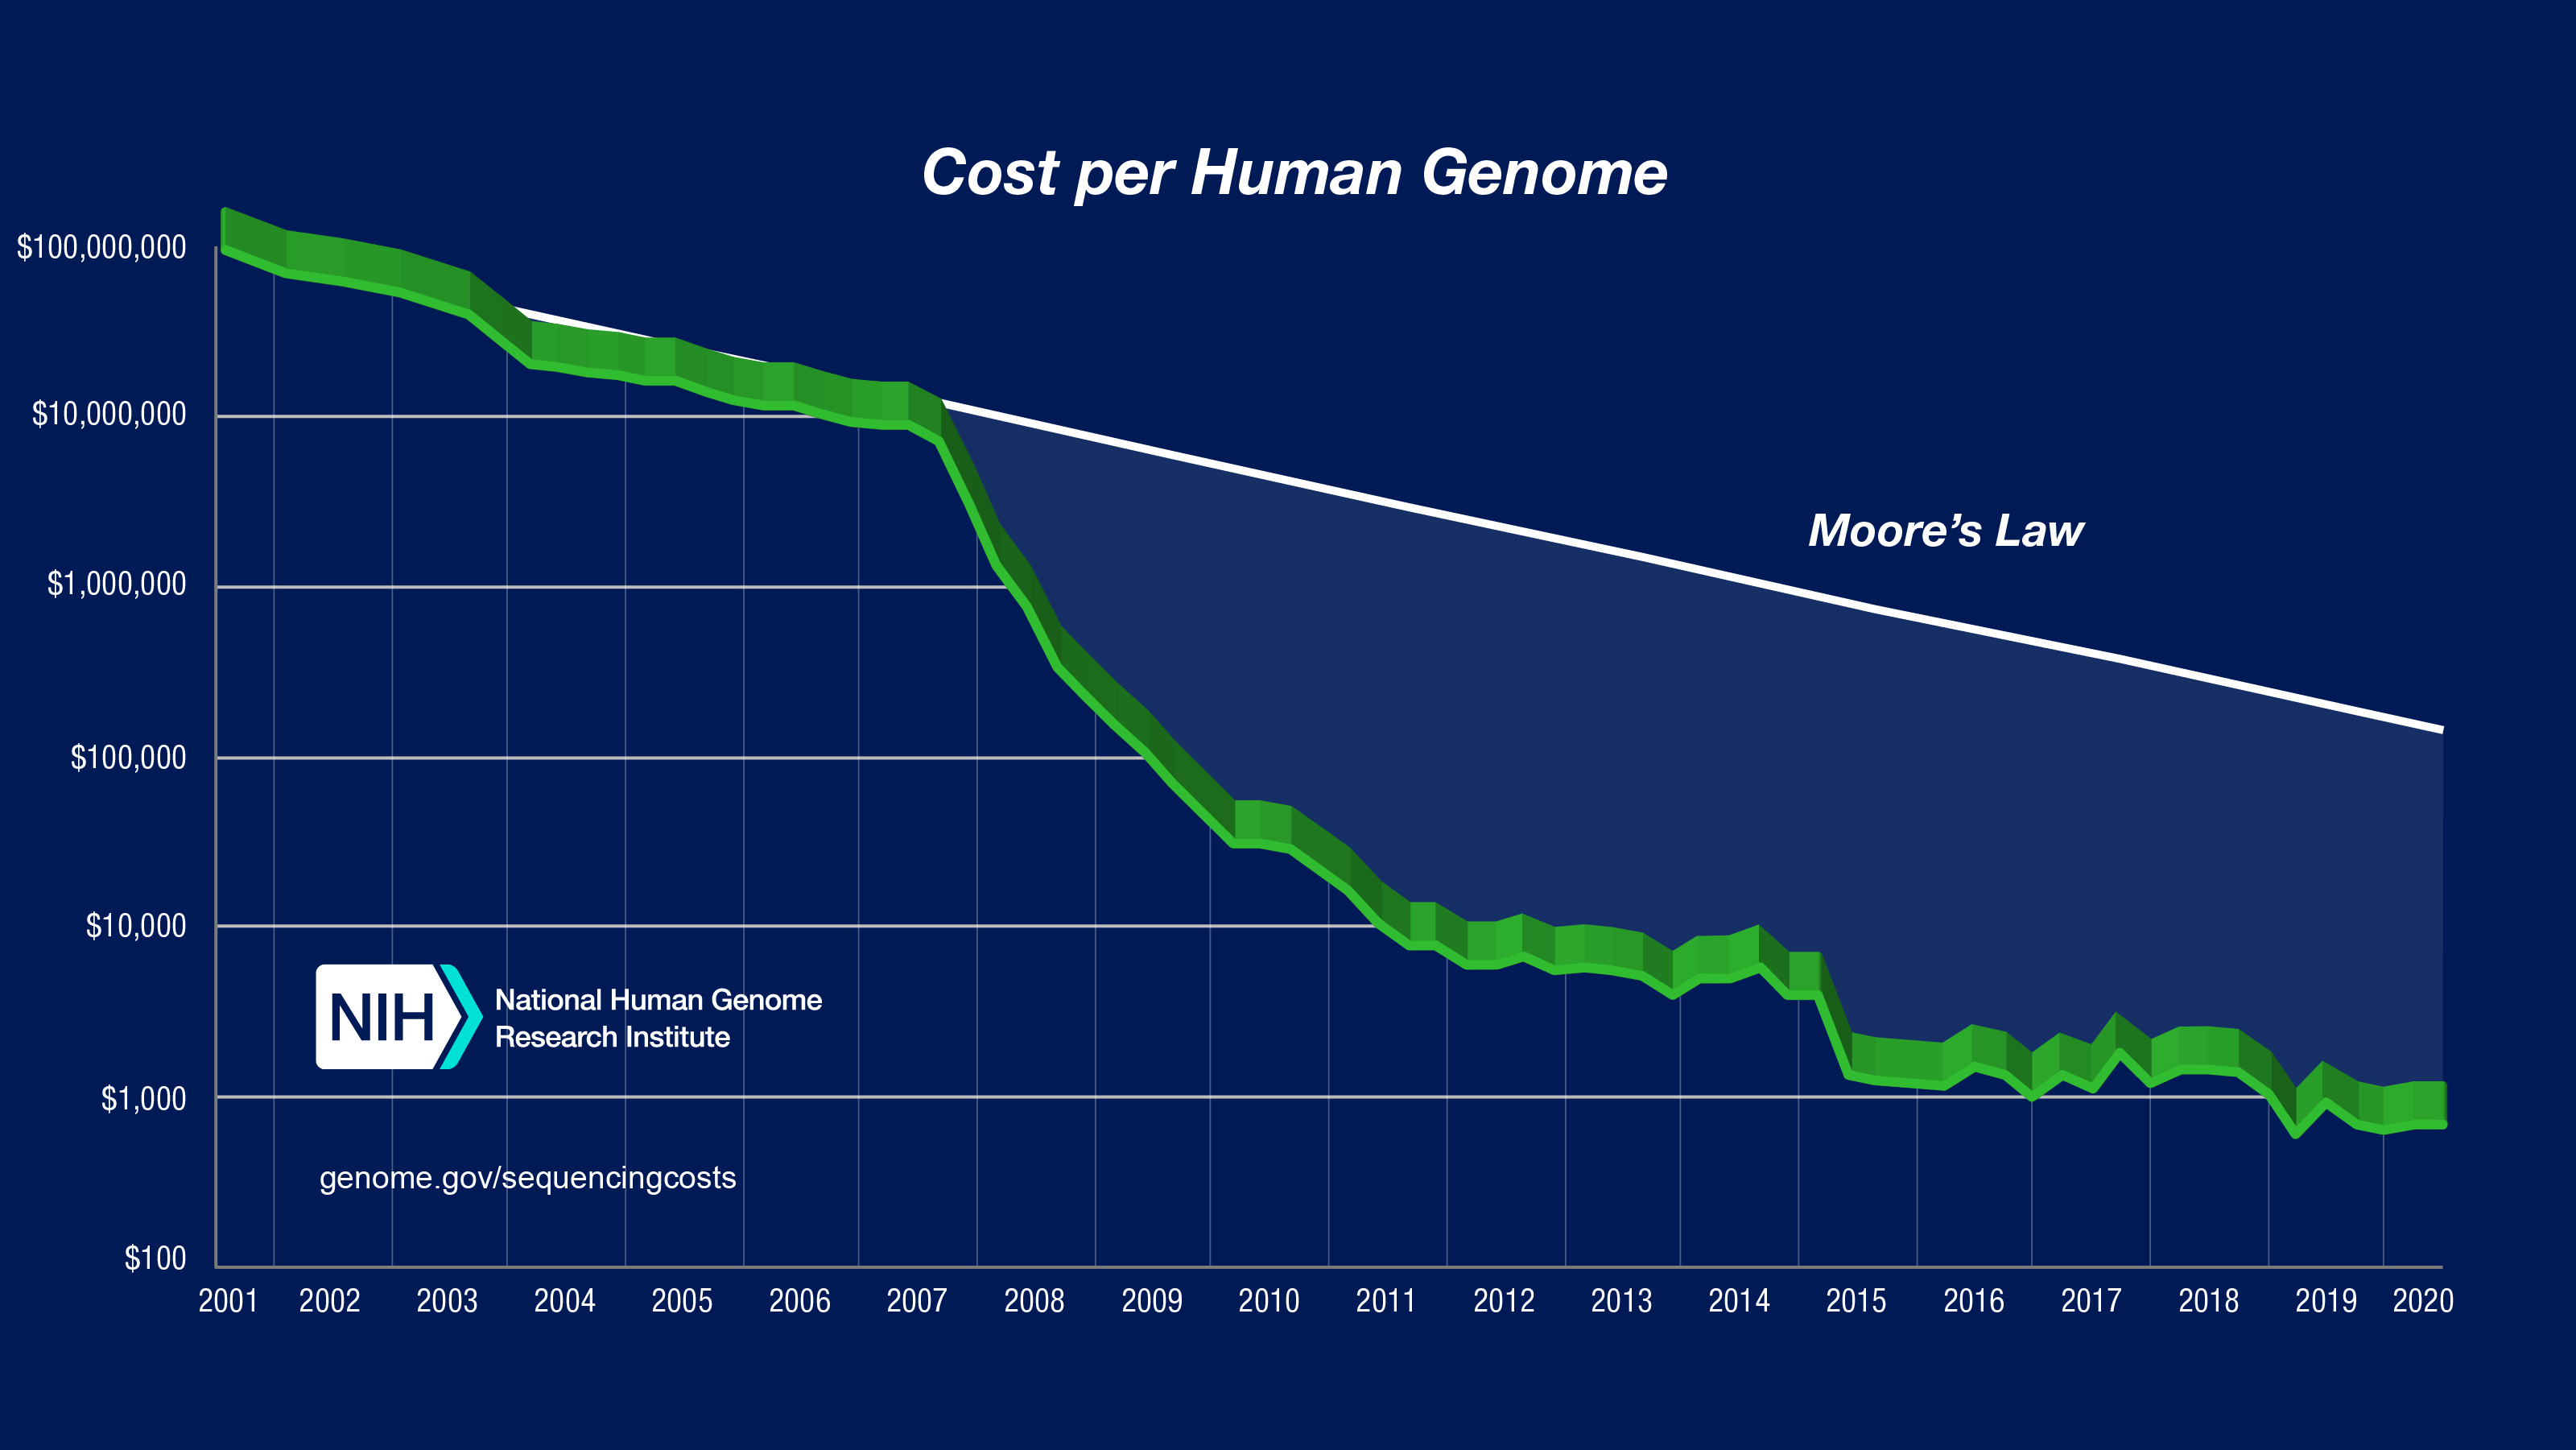 Cost per Human Genome
$100,000,000
$10,000,000
$1,000,000
$100,000
$10,000
$1,000
$100
Moore’s Law
NIH
National Human Genome
Research Institute
genome.gov/sequencingcosts
2001 2002 2003 2004 2005 2006 2007 2008 2009 2010 2011 2012 2013 2014 2015 2016 2017 2018 2019 2020